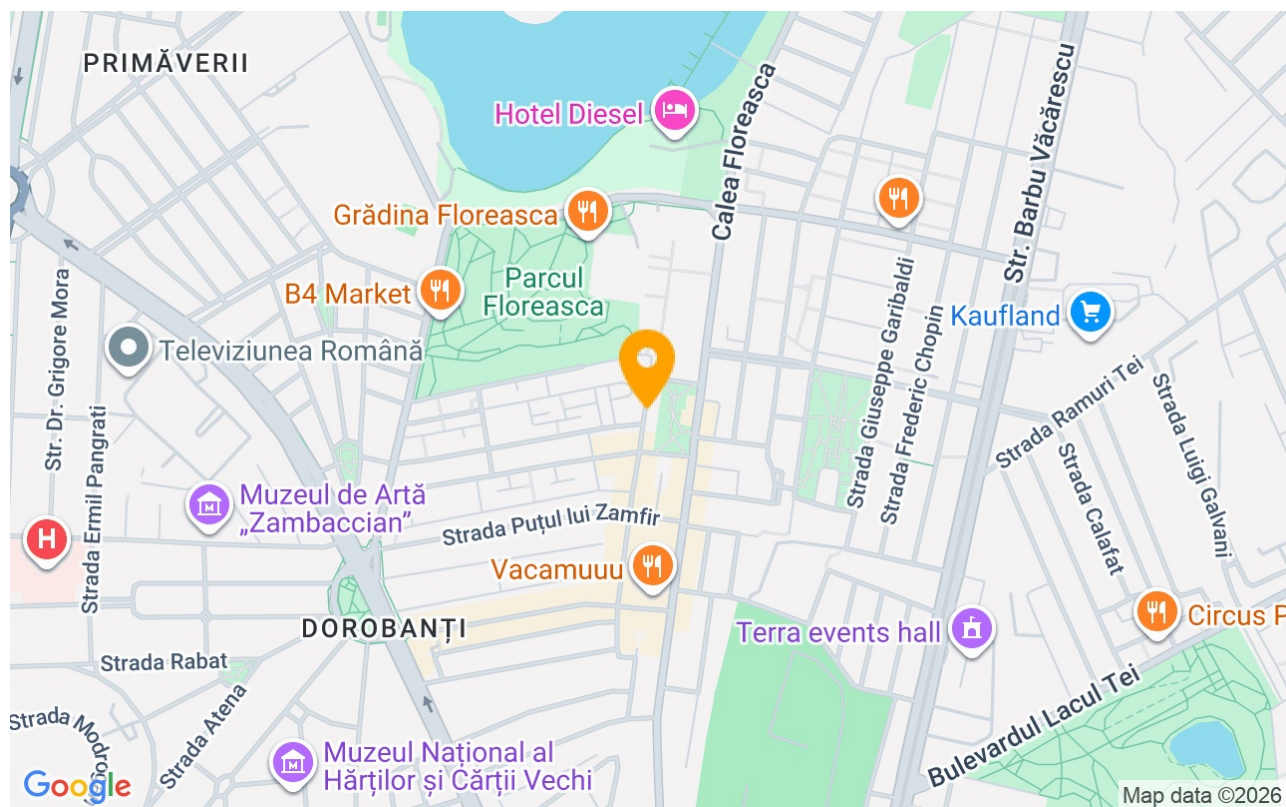 PRIMĂVERII
Hotel Diesel
Calea Floreasca
Str. Barbu Văcărescu
Grădina Floreasca
Parcul
Floreasca
B4 Market
Str. Dr. Grigore Mora
Televiziunea Română
Strada Giuseppe Garibaldi
Strada Frederic Chopin
Kaufland
Strada Ramuri Tei
Strada Luigi Galvani
Strada Calafat
Strada Ermil Pangrati
Muzeul de Artă
„Zambaccian”
Strada Puțul lui Zamfir
H
Vacamuuu
DOROBANȚI
Terra events hall
Circus P
Strada Rabat
Strada Atena
Bulevardul Lacul Tei
Muzeul Național al
Hărților și Cărții Vechi
Google
Map data ©2026